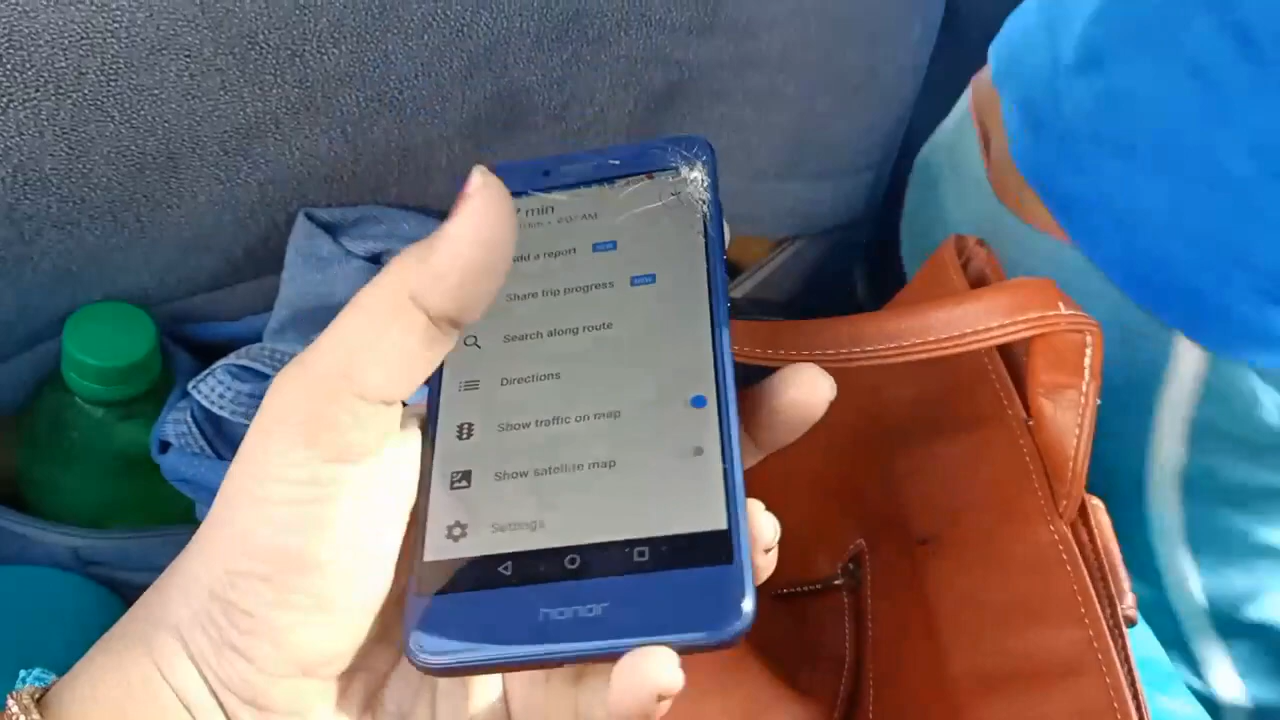 min
Add a report NEW
Share trip progress NEW
Search along route
Directions
Show traffic on map
Show satellite map
Settings
honor